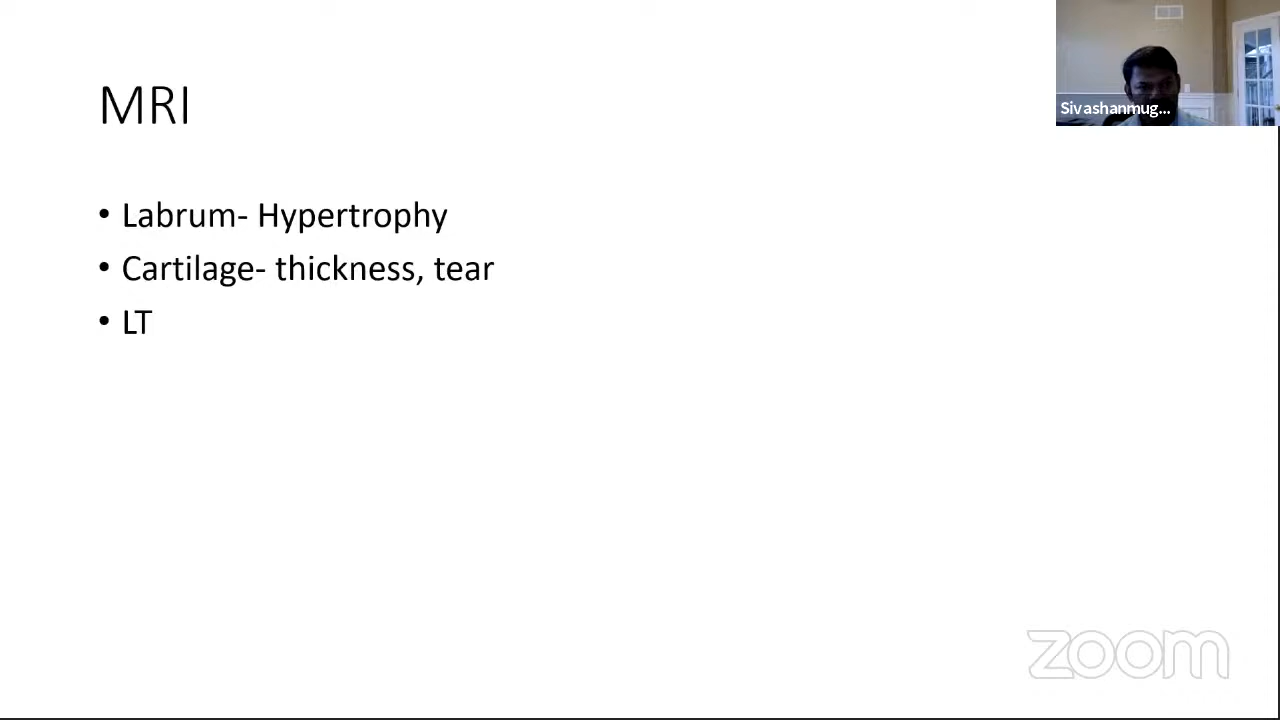 MRI
Sivashanmug...
• Labrum- Hypertrophy
• Cartilage- thickness, tear
• LT
zoom